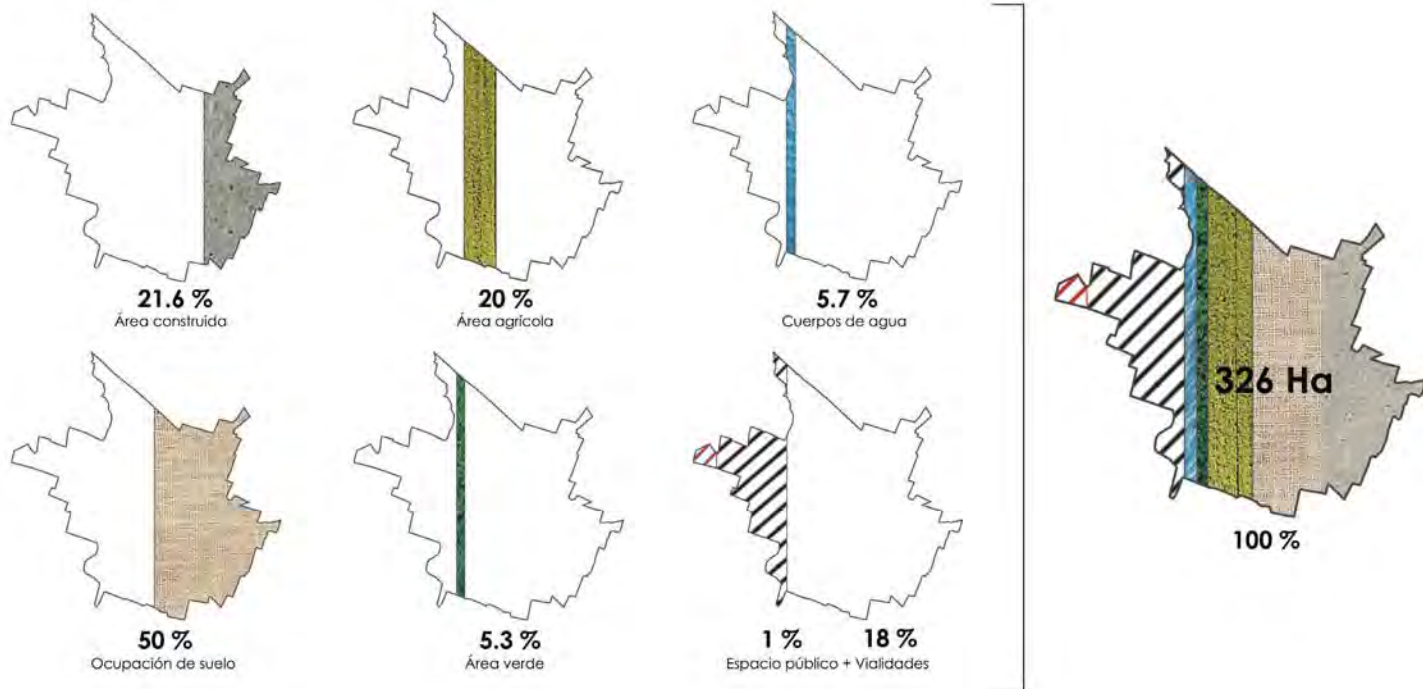 21.6 %
Área construida
20 %
Área agrícola
5.7 %
Cuerpos de agua
50 %
Ocupación de suelo
5.3 %
Área verde
1 % 18 %
Espacio público + Vialidades
326 Ha
100 %